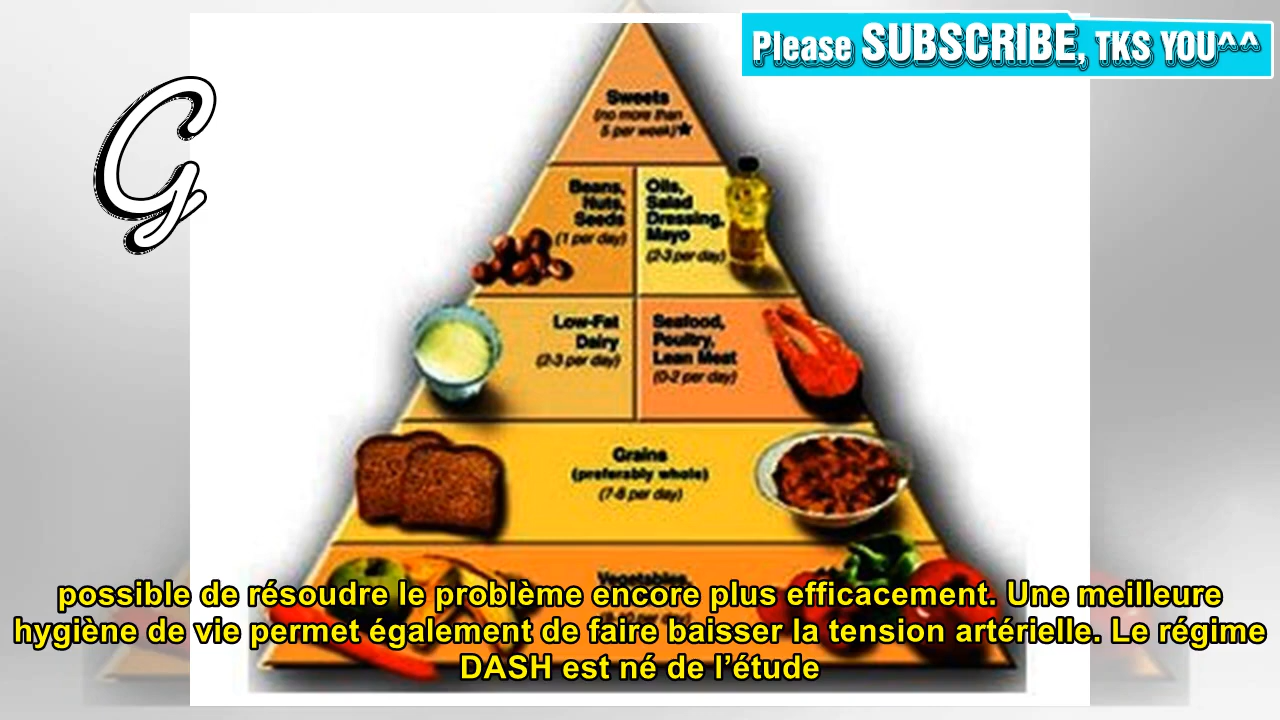 Please SUBSCRIBE, TKS YOU^^
G
Sweets
(no more than
5 per week)★
Beans,
Nuts,
Seeds
(1 per day)
Oils,
Salad
Dressing,
Mayo
(2-3 per day)
Low-Fat
Dairy
(2-3 per day)
Seafood,
Poultry,
Lean Meat
(0-2 per day)
Grains
(preferably whole)
(7-8 per day)
Vegetables,
possible de résoudre le problème encore plus efficacement. Une meilleure
hygiène de vie permet également de faire baisser la tension artérielle. Le régime
DASH est né de l’étude